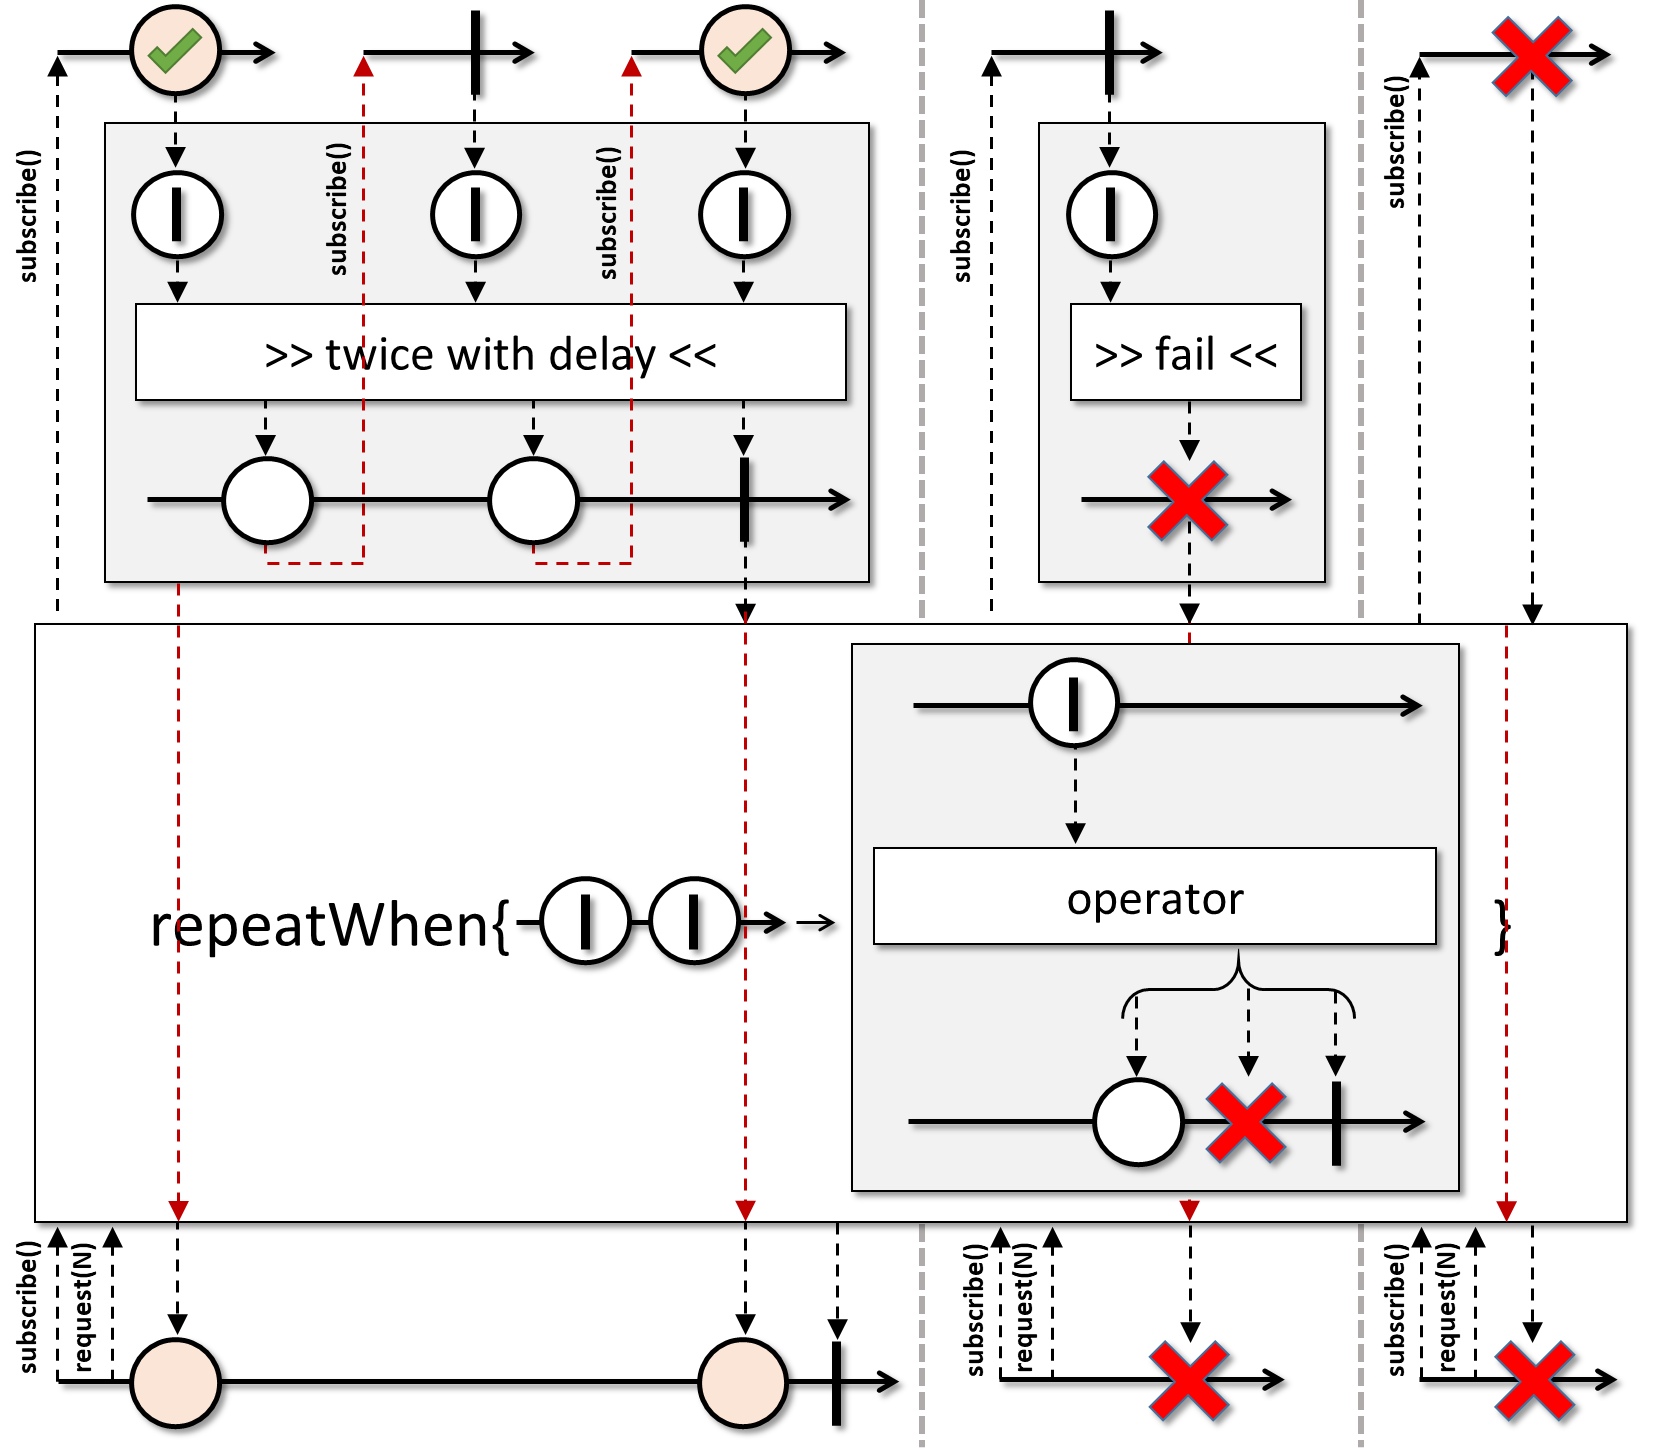 subscribe()
subscribe()
subscribe()
subscribe()
subscribe()
>> twice with delay <<
>> fail <<
repeatWhen{
operator
}
subscribe()
request(N)
subscribe()
request(N)
subscribe()
request(N)